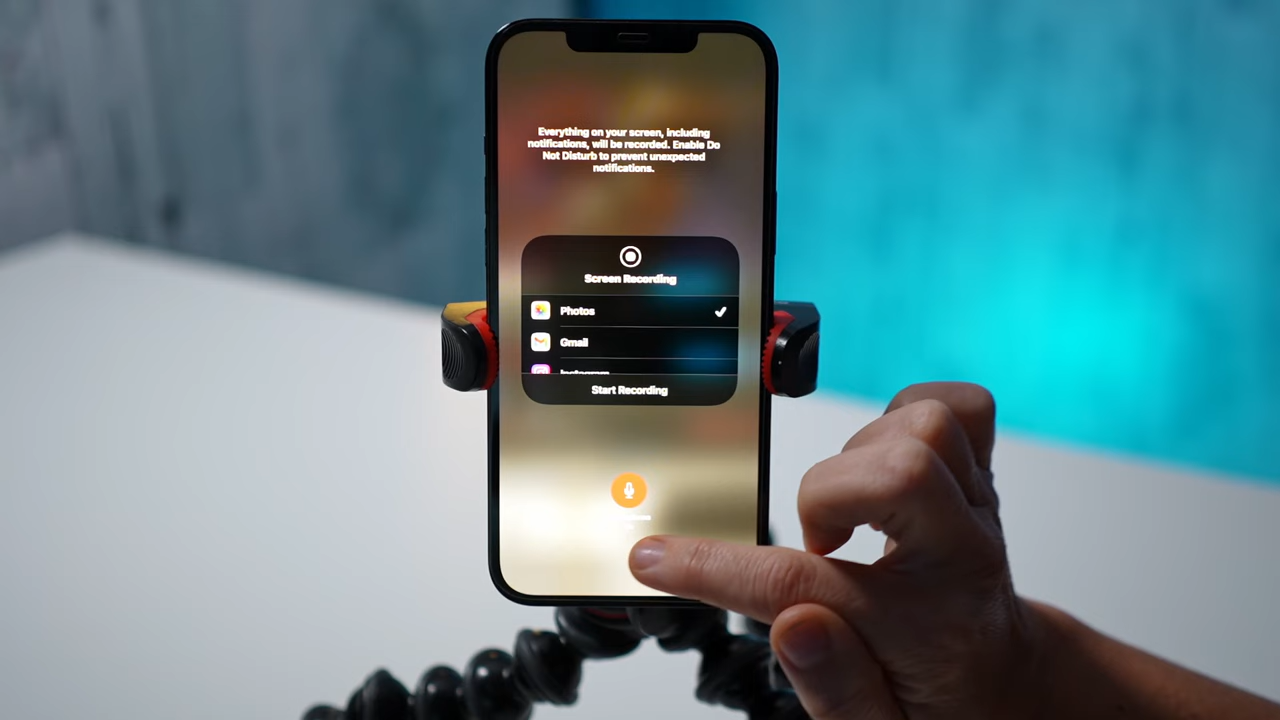 Everything on your screen, including
notifications, will be recorded. Enable Do
Not Disturb to prevent unexpected
notifications.
Screen Recording
Photos
Gmail
Instagram
Start Recording